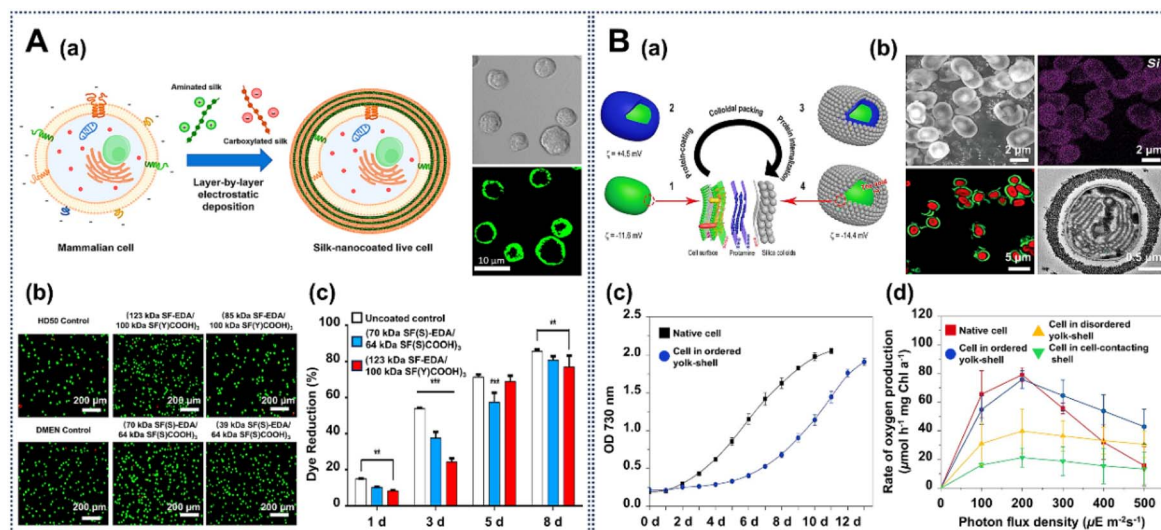 A (a)
Aminated silk
Carboxylated silk
Layer-by-layer
electrostatic
deposition
Mammalian cell
Silk-nanocoated live cell
10 µm
(b)
HD50 Control
(123 kDa SF-EDA/
100 kDa SF(Y)COOH)3
(85 kDa SF-EDA/
100 kDa SF(Y)COOH)3
200 µm
200 µm
200 µm
DMEN Control
(70 kDa SF(S)-EDA/
64 kDa SF(S)COOH)3
(39 kDa SF-EDA/
64 kDa SF(S)COOH)3
200 µm
200 µm
200 µm
(c)
Dye Reduction (%)
100
80
60
40
20
0
Uncoated control
(70 kDa SF(S)-EDA/
64 kDa SF(S)COOH)3
(123 kDa SF-EDA/
100 kDa SF(Y)COOH)3
1 d 3 d 5 d 8 d
B (a)
2
ζ = +4.5 mV
1
ζ = -11.6 mV
Protein-coating
Colloidal packing
Protein internalization
3
4
ζ = -14.4 mV
Cell surface Protamine Silica colloids
(b)
Si
2 µm
2 µm
5 µm
0.5 µm
(c)
OD 730 nm
2.5
2.0
1.5
1.0
0.5
0.0
Native cell
Cell in ordered
yolk-shell
0 d 2 d 4 d 6 d 8 d 10 d 12 d
(d)
Rate of oxygen production
(µmol h⁻¹ mg Chl a⁻¹)
120
100
80
60
40
20
0
Native cell
Cell in ordered
yolk-shell
Cell in disordered
yolk-shell
Cell in cell-contacting
shell
0 100 200 300 400 500
Photon flux density (µE m⁻²s⁻¹)